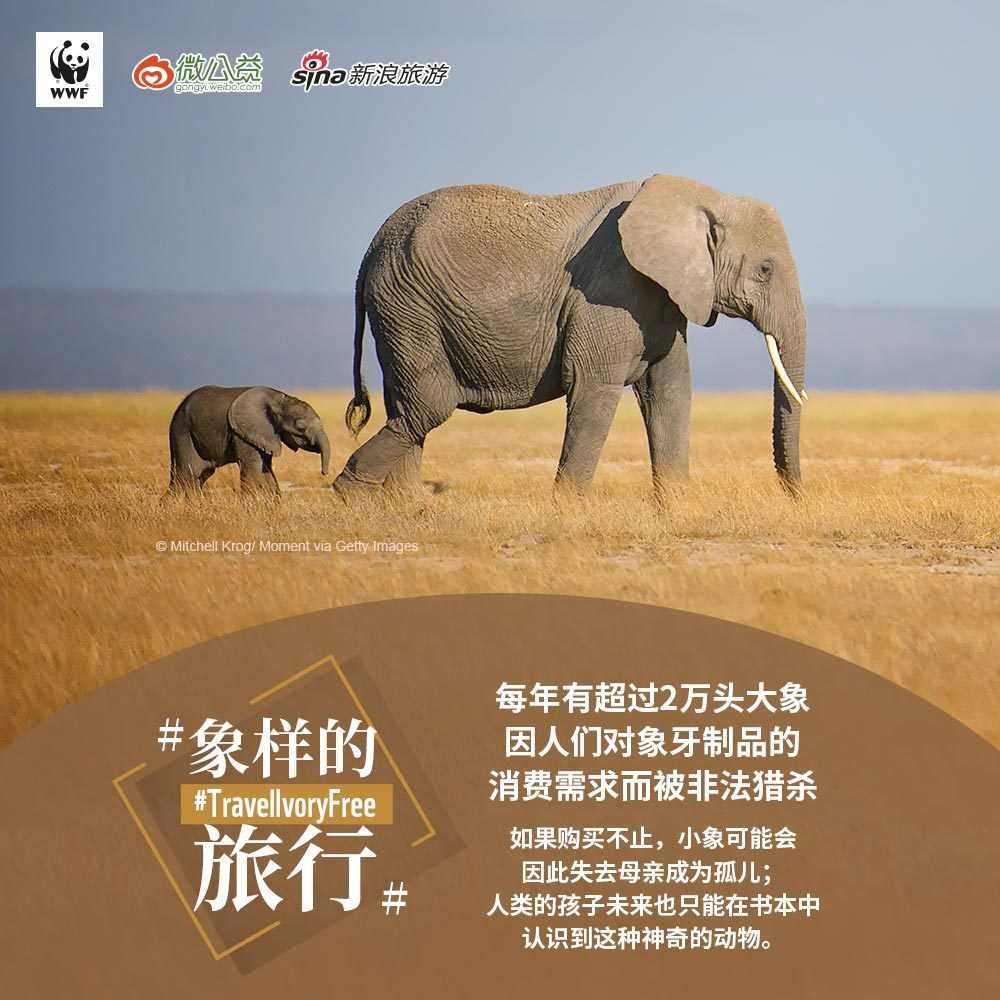 WWF
微公益
gongyi.weibo.com
sina 新浪旅游
© Mitchell Krog/ Moment via Getty Images
#象样的
#TravelIvoryFree
旅行#
每年有超过2万头大象
因人们对象牙制品的
消费需求而被非法猎杀
如果购买不止，小象可能会
因此失去母亲成为孤儿；
人类的孩子未来也只能在书本中
认识到这种神奇的动物。